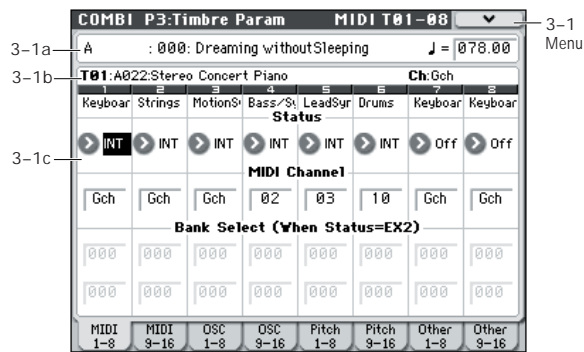 COMBI P3:Timbre Param MIDI T01-08
3-1
Menu
3-1a
A :000: Dreaming withoutSleeping ♩= 078.00
3-1b
T01:A022:Stereo Concert Piano Ch:Gch
1 2 3 4 5 6 7 8
Keyboar Strings MotionS Bass/Sy LeadSyr Drums Keyboar Keyboar
Status
3-1c
INT INT INT INT INT INT Off Off
MIDI Channel
Gch Gch Gch 02 03 10 Gch Gch
Bank Select (When Status=EX2)
000 000 000 000 000 000 000 000
000 000 000 000 000 000 000 000
MIDI 1-8 MIDI 9-16 OSC 1-8 OSC 9-16 Pitch 1-8 Pitch 9-16 Other 1-8 Other 9-16